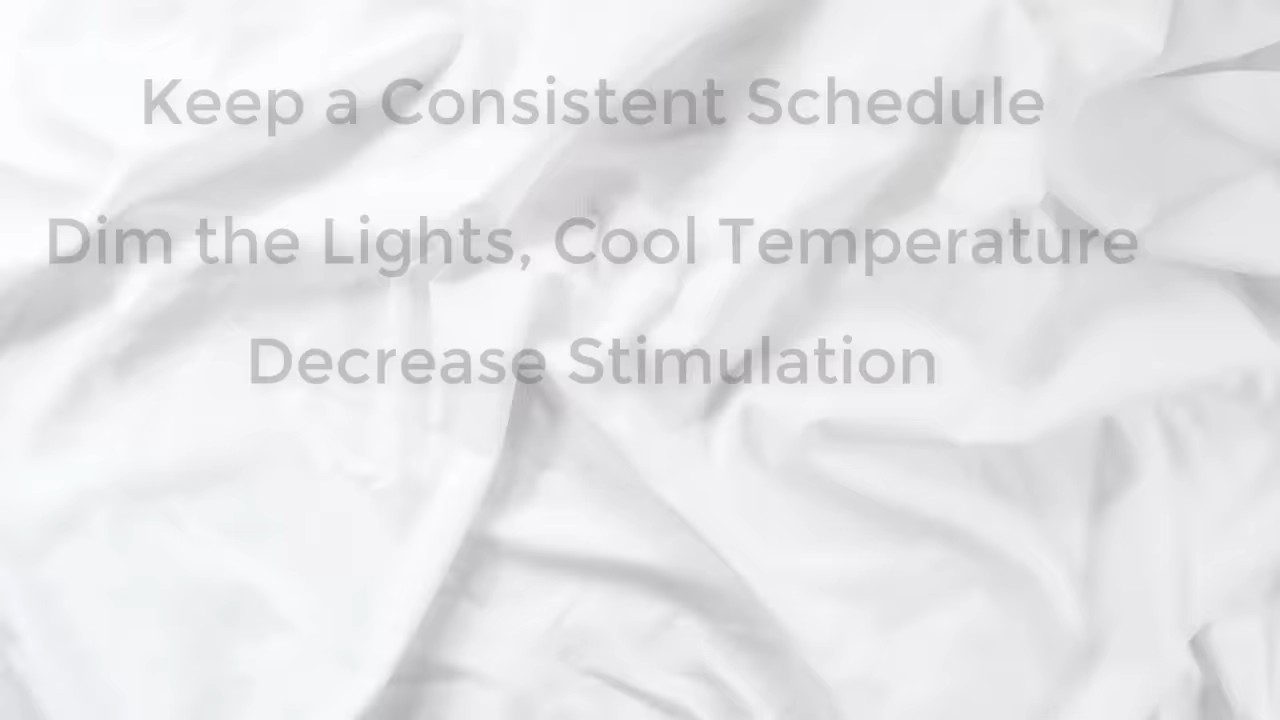 Keep a Consistent Schedule
Dim the Lights, Cool Temperature
Decrease Stimulation